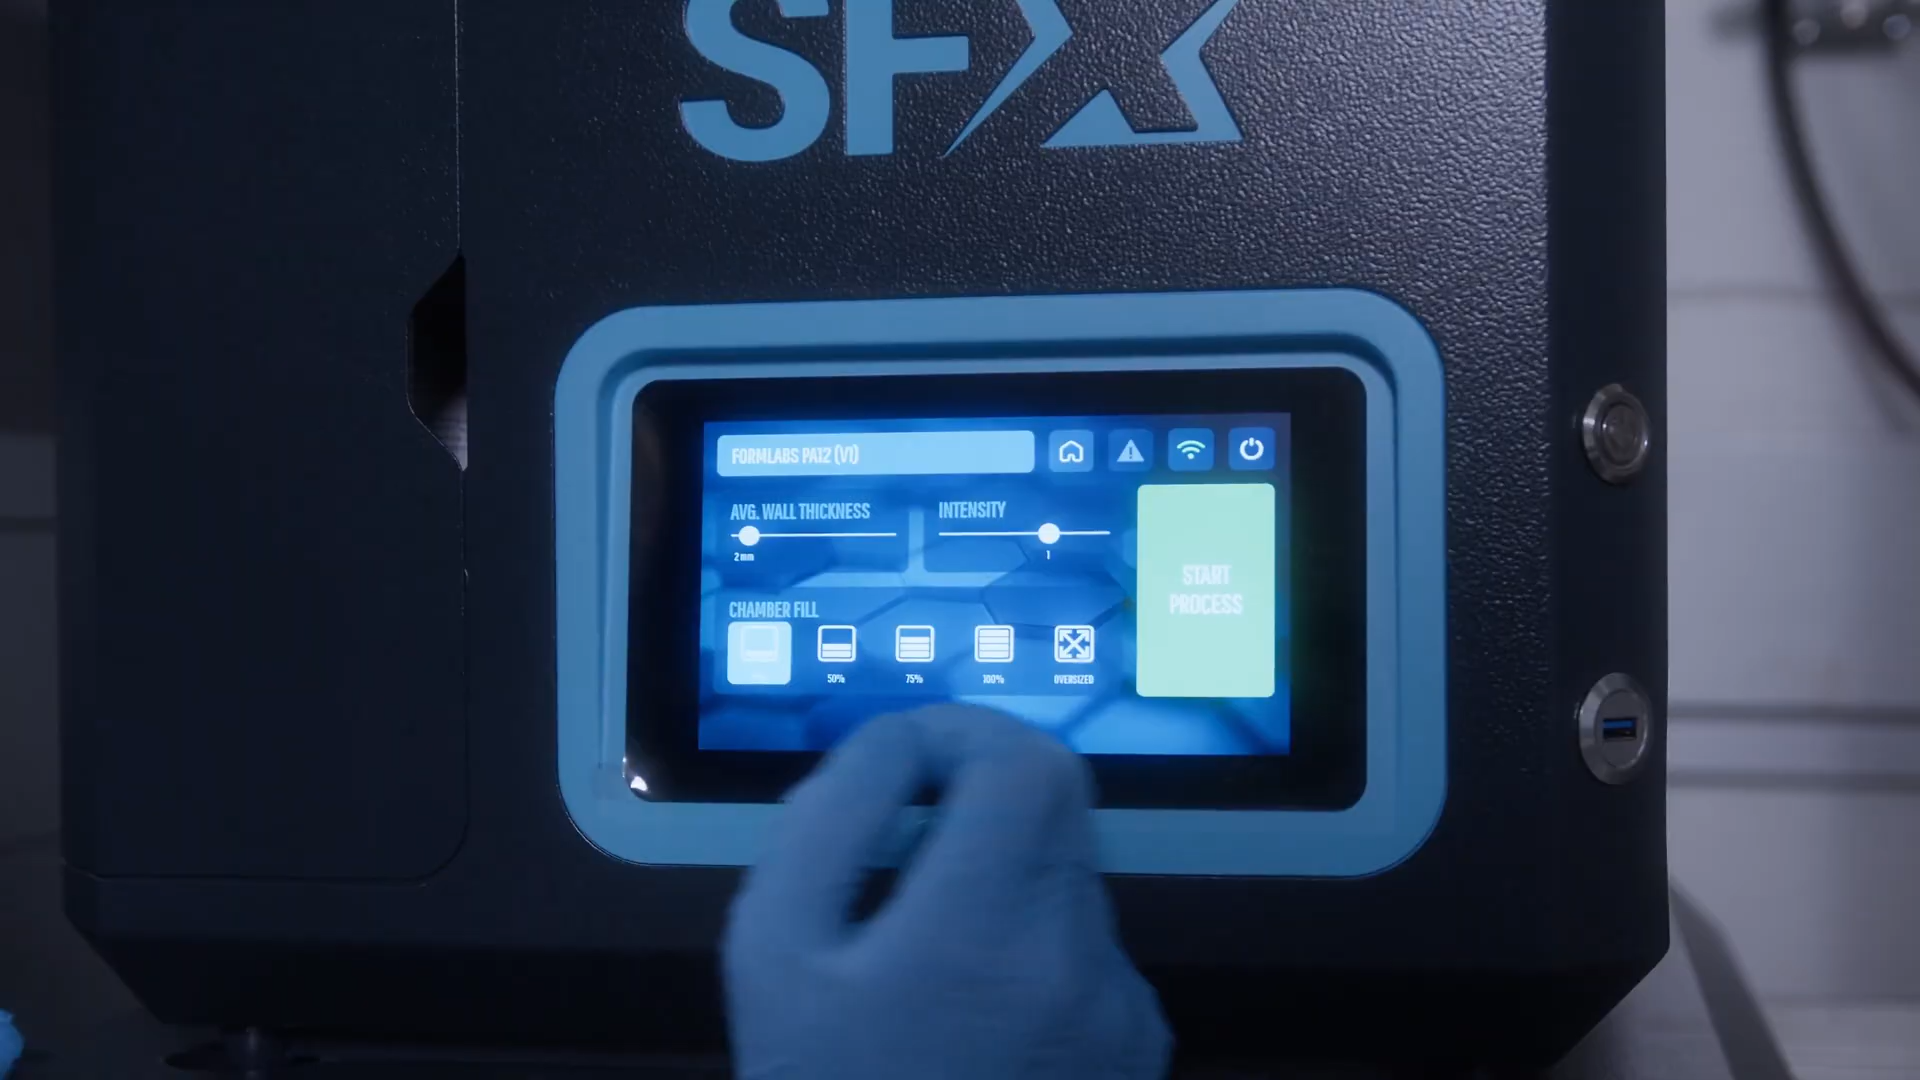 SFX
FORMLABS PA12 (V1)
AVG. WALL THICKNESS
INTENSITY
2 mm
1
START
PROCESS
CHAMBER FILL
50%
75%
100%
OVERSIZED